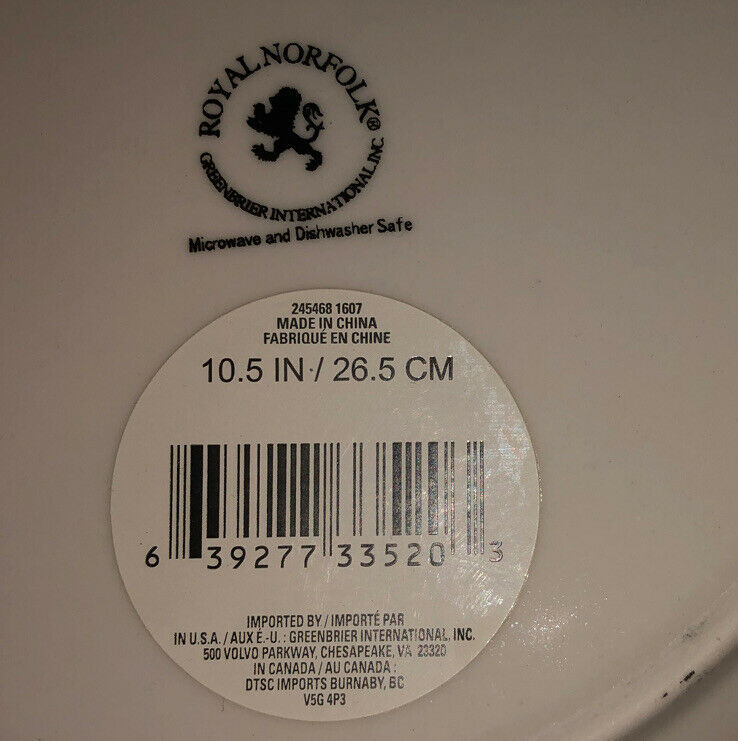 ROYAL NORFOLK®
GREENBRIER INTERNATIONAL, INC
Microwave and Dishwasher Safe
245468 1607
MADE IN CHINA
FABRIQUÉ EN CHINE
10.5 IN / 26.5 CM
6 39277 33520 3
IMPORTED BY / IMPORTÉ PAR
IN U.S.A. / AUX É.-U. : GREENBRIER INTERNATIONAL, INC.
500 VOLVO PARKWAY, CHESAPEAKE, VA 23320
IN CANADA / AU CANADA :
DTSC IMPORTS BURNABY, BC
V5G 4P3